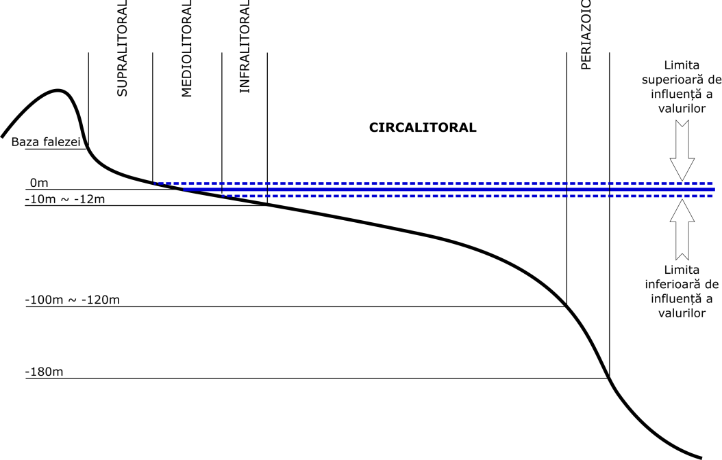 SUPRALITORAL
MEDIOLITORAL
INFRALITORAL
PERIAZOIC
CIRCALITORAL
Limita
superioară de
influență a
valurilor
Baza falezei
0m
-10m ~ -12m
Limita
inferioară de
influență a
valurilor
-100m ~ -120m
-180m